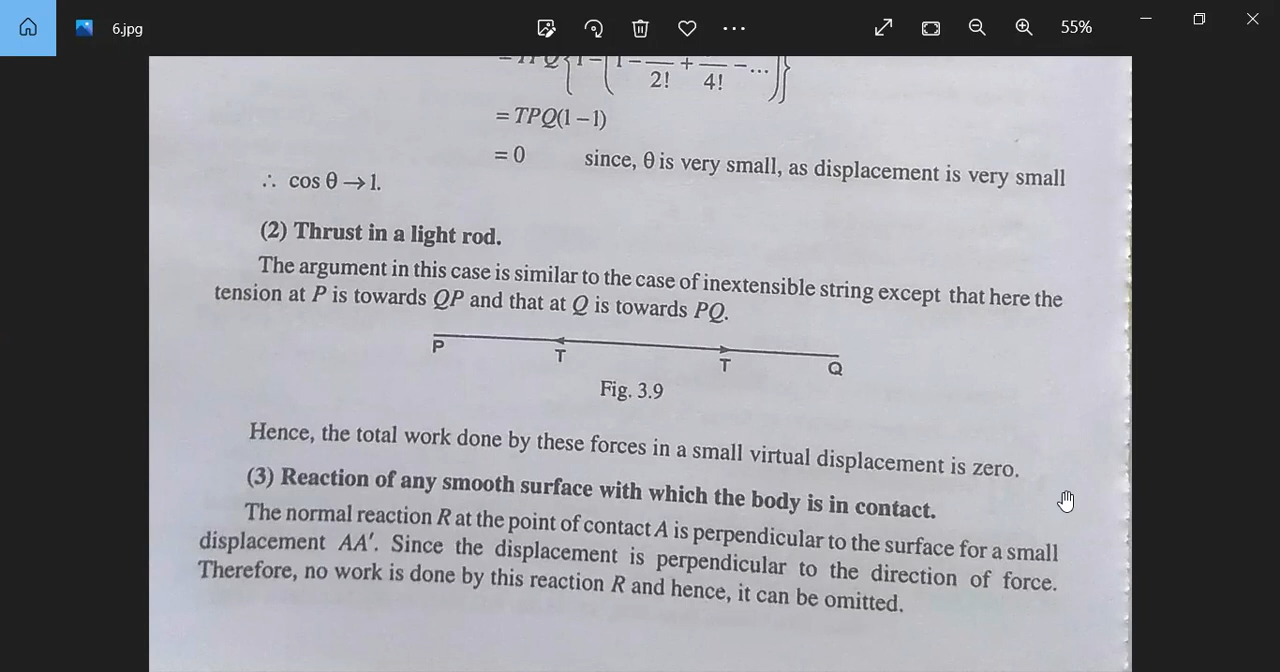 6.jpg
55%
= TPQ{1 − (1 − — + — − ...)}
2! 4!
= TPQ(1 − 1)
= 0 since, θ is very small, as displacement is very small
∴ cos θ → 1.
(2) Thrust in a light rod.
The argument in this case is similar to the case of inextensible string except that here the
tension at P is towards QP and that at Q is towards PQ.
P T T Q
Fig. 3.9
Hence, the total work done by these forces in a small virtual displacement is zero.
(3) Reaction of any smooth surface with which the body is in contact.
The normal reaction R at the point of contact A is perpendicular to the surface for a small
displacement AA′. Since the displacement is perpendicular to the direction of force.
Therefore, no work is done by this reaction R and hence, it can be omitted.